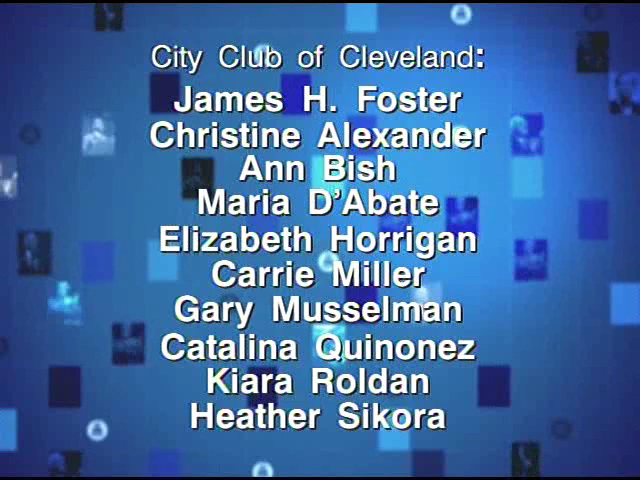 City Club of Cleveland:
James H. Foster
Christine Alexander
Ann Bish
Maria D'Abate
Elizabeth Horrigan
Carrie Miller
Gary Musselman
Catalina Quinonez
Kiara Roldan
Heather Sikora